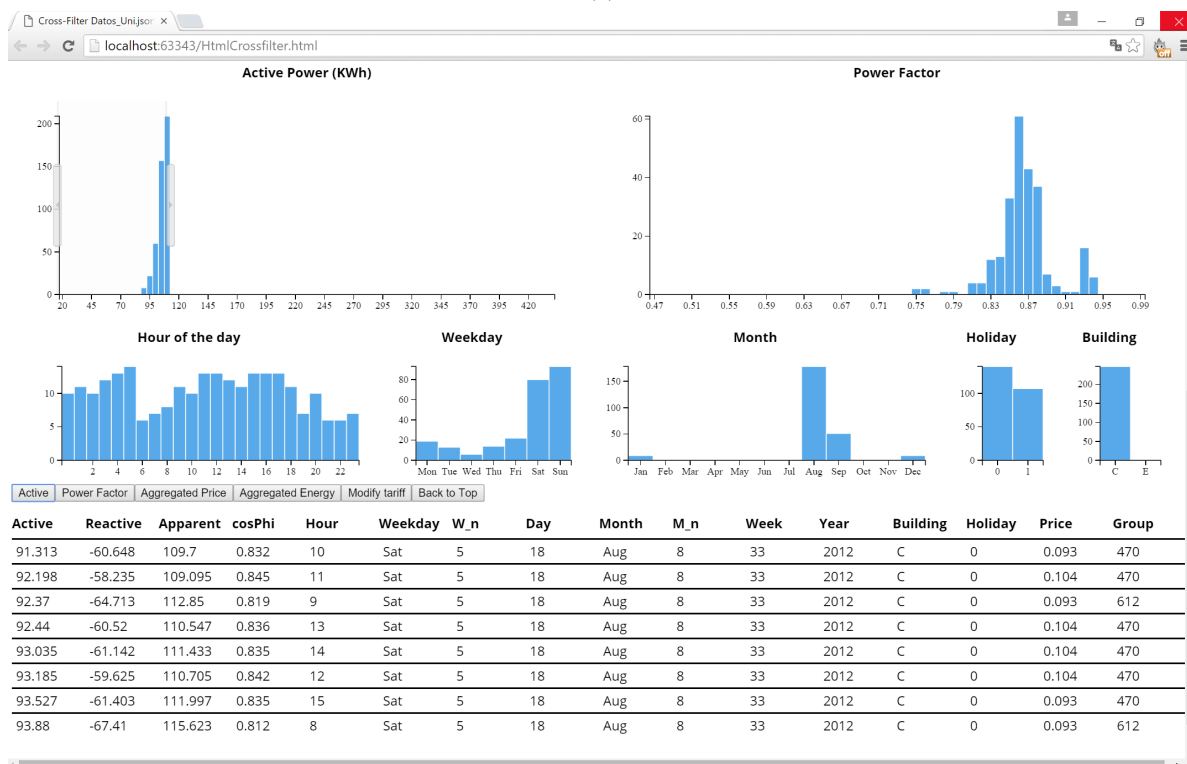 Cross-Filter Datos_Uni.jsor ×
localhost:63343/HtmlCrossfilter.html
off
Active Power (KWh) Power Factor
200
150
100
50
0
20 45 70 95 120 145 170 195 220 245 270 295 320 345 370 395 420
60
40
20
0
0.47 0.51 0.55 0.59 0.63 0.67 0.71 0.75 0.79 0.83 0.87 0.91 0.95 0.99
Hour of the day Weekday Month Holiday Building
10
5
0
2 4 6 8 10 12 14 16 18 20 22
80
60
40
20
0
Mon Tue Wed Thu Fri Sat Sun
150
100
50
0
Jan Feb Mar Apr May Jun Jul Aug Sep Oct Nov Dec
100
50
0
0 1
200
150
100
50
0
C E
Active Power Factor Aggregated Price Aggregated Energy Modify tariff Back to Top
Active Reactive Apparent cosPhi Hour Weekday W_n Day Month M_n Week Year Building Holiday Price Group
91.313 -60.648 109.7 0.832 10 Sat 5 18 Aug 8 33 2012 C 0 0.093 470
92.198 -58.235 109.095 0.845 11 Sat 5 18 Aug 8 33 2012 C 0 0.104 470
92.37 -64.713 112.85 0.819 9 Sat 5 18 Aug 8 33 2012 C 0 0.093 612
92.44 -60.52 110.547 0.836 13 Sat 5 18 Aug 8 33 2012 C 0 0.104 470
93.035 -61.142 111.433 0.835 14 Sat 5 18 Aug 8 33 2012 C 0 0.104 470
93.185 -59.625 110.705 0.842 12 Sat 5 18 Aug 8 33 2012 C 0 0.104 470
93.527 -61.403 111.997 0.835 15 Sat 5 18 Aug 8 33 2012 C 0 0.093 470
93.88 -67.41 115.623 0.812 8 Sat 5 18 Aug 8 33 2012 C 0 0.093 612